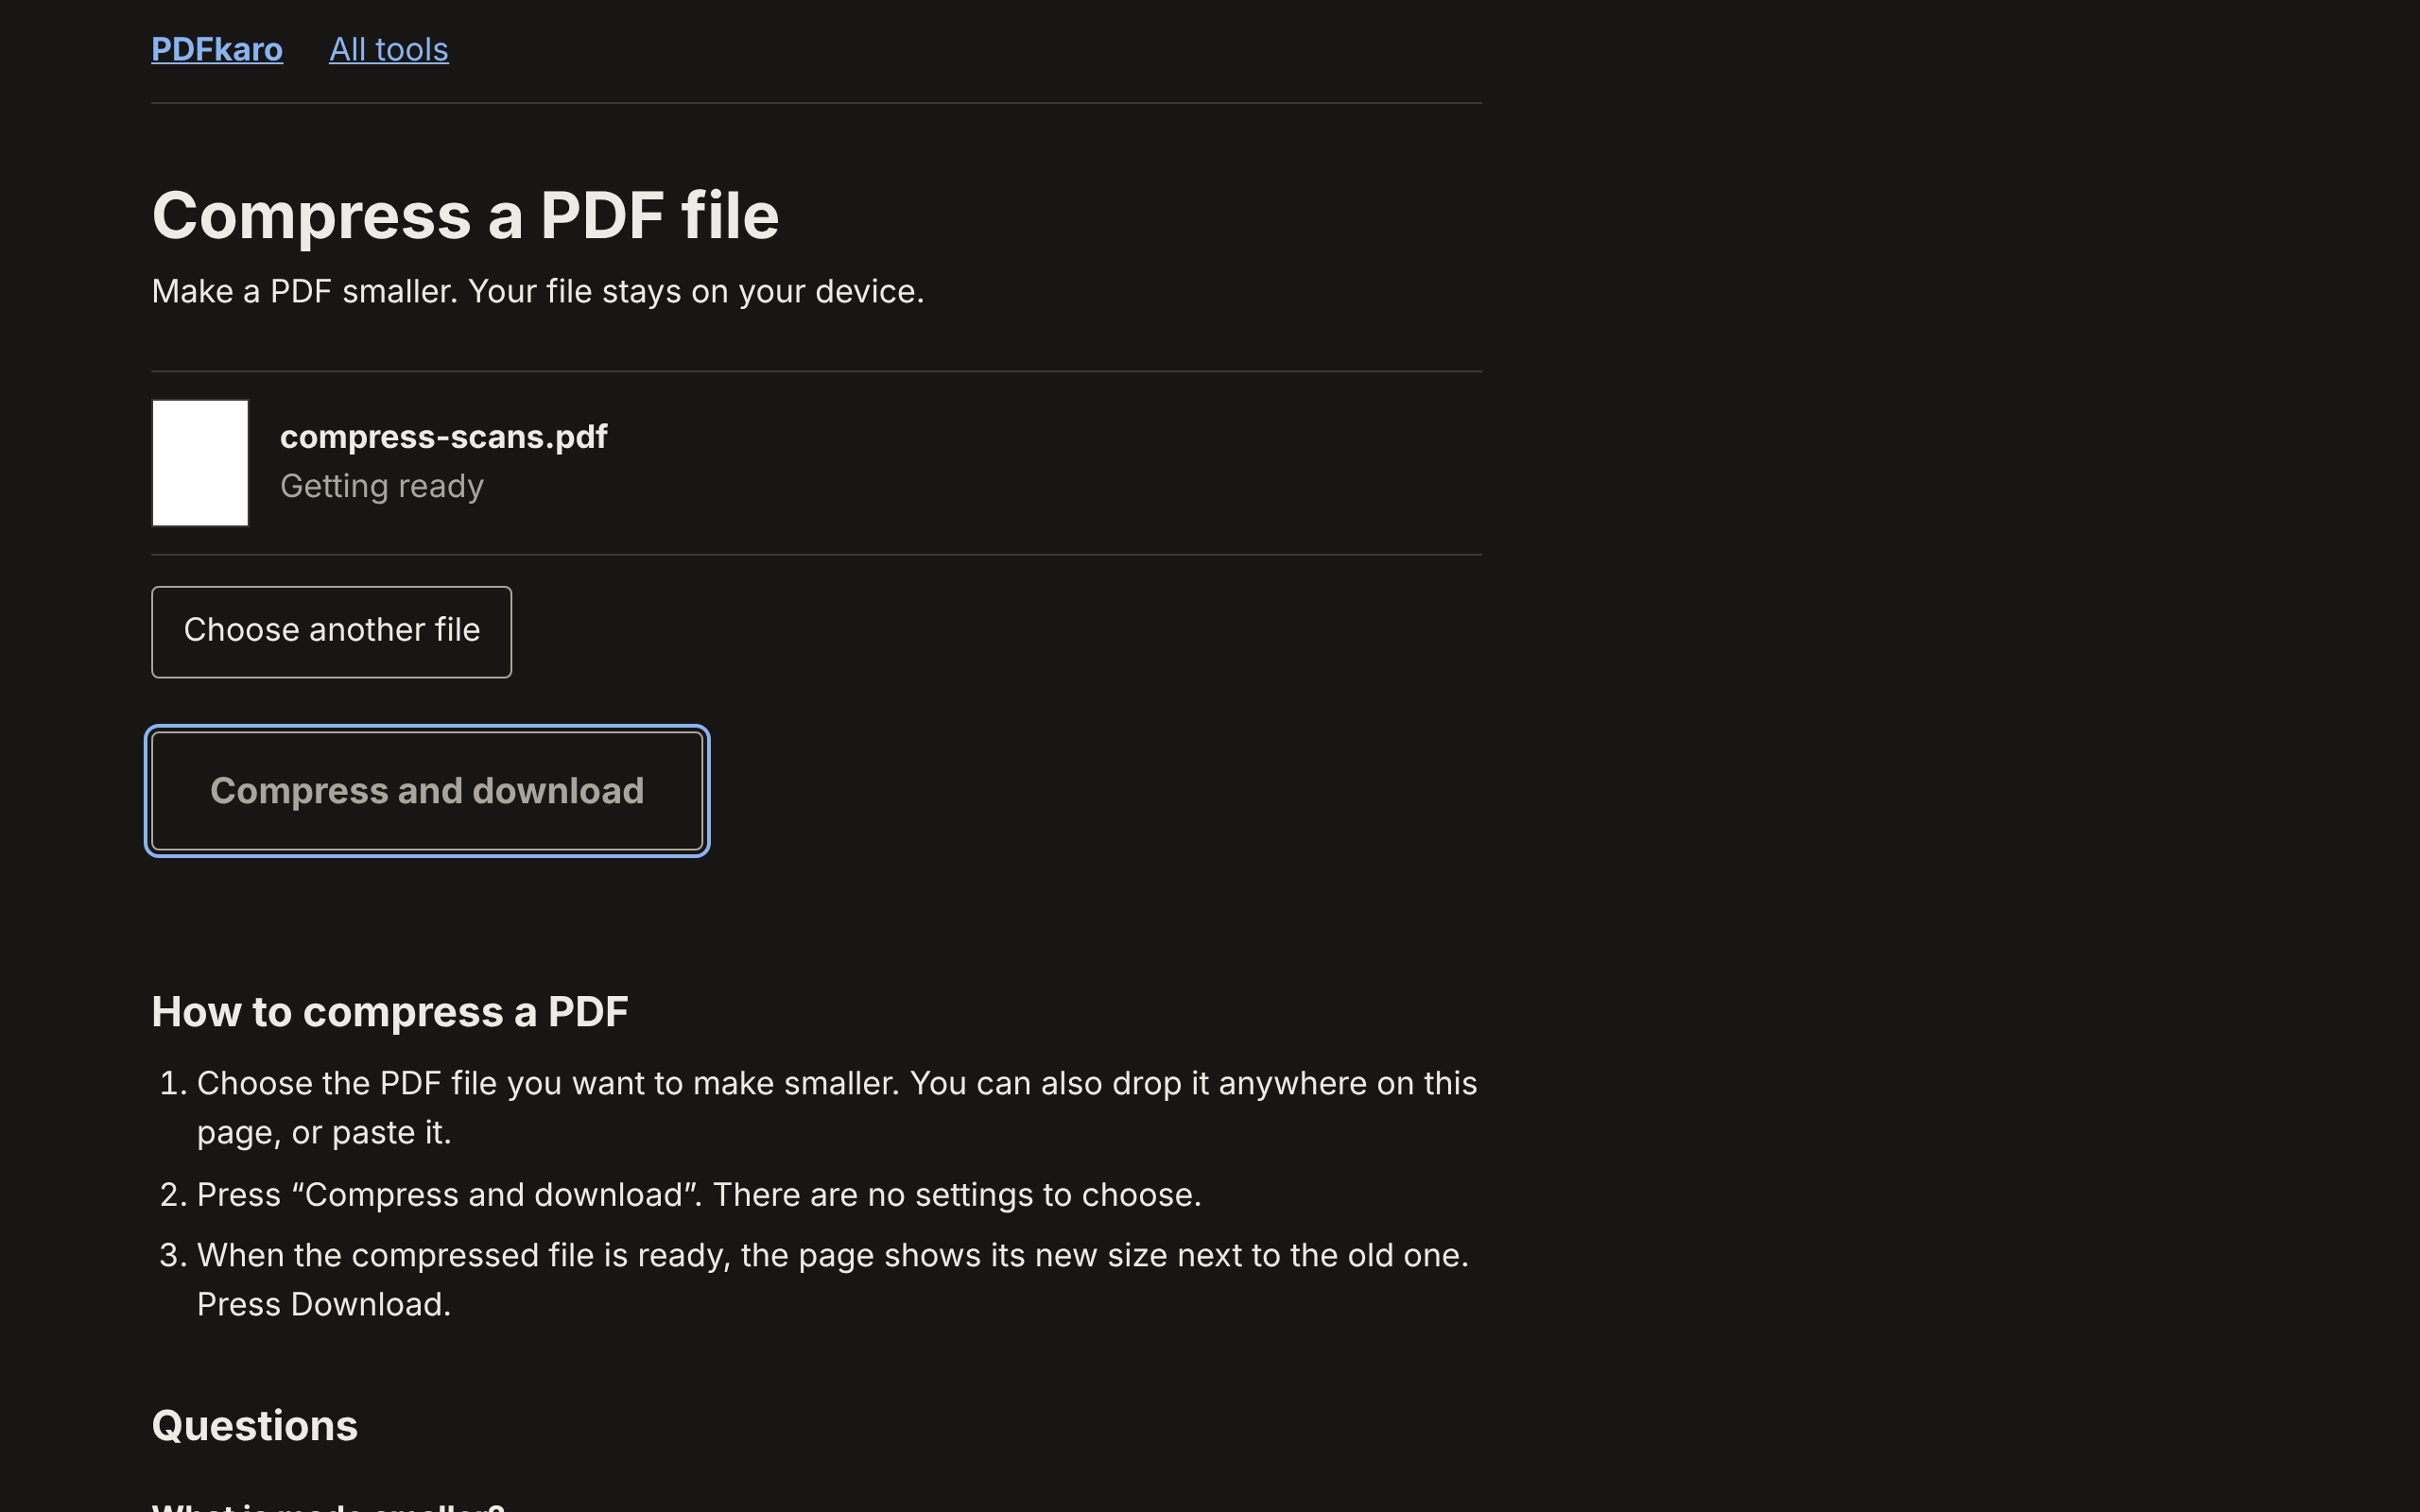 PDFkaro All tools
Compress a PDF file
Make a PDF smaller. Your file stays on your device.
compress-scans.pdf
Getting ready
Choose another file
Compress and download
How to compress a PDF
1. Choose the PDF file you want to make smaller. You can also drop it anywhere on this
page, or paste it.
2. Press “Compress and download”. There are no settings to choose.
3. When the compressed file is ready, the page shows its new size next to the old one.
Press Download.
Questions
What is made smaller?